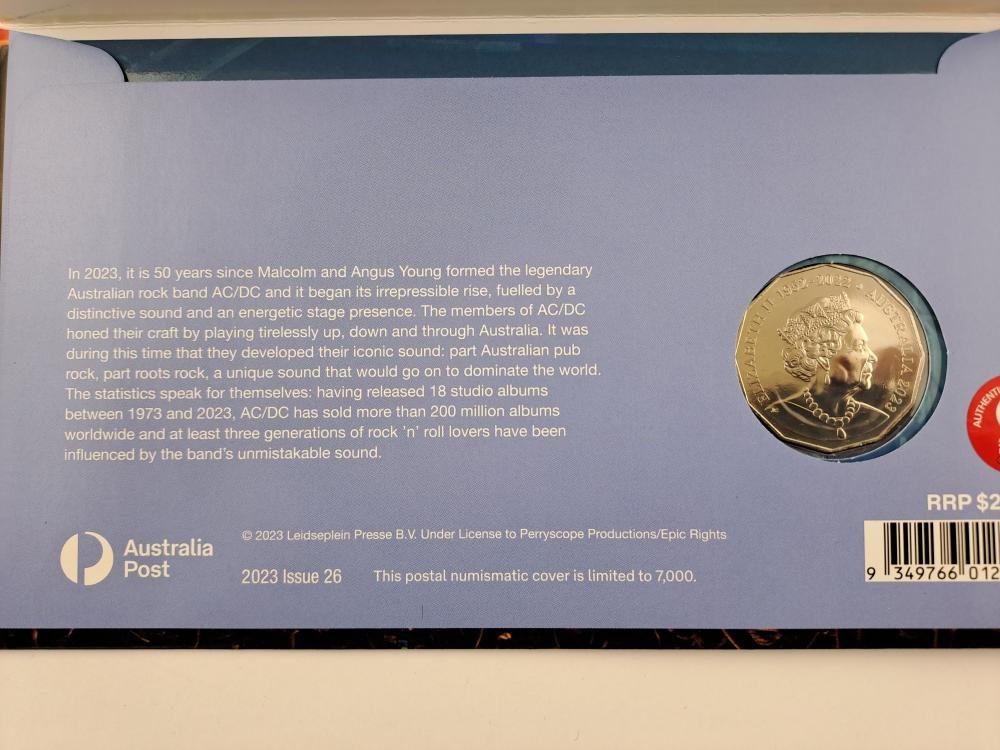 In 2023, it is 50 years since Malcolm and Angus Young formed the legendary
Australian rock band AC/DC and it began its irrepressible rise, fuelled by a
distinctive sound and an energetic stage presence. The members of AC/DC
honed their craft by playing tirelessly up, down and through Australia. It was
during this time that they developed their iconic sound: part Australian pub
rock, part roots rock, a unique sound that would go on to dominate the world.
The statistics speak for themselves: having released 18 studio albums
between 1973 and 2023, AC/DC has sold more than 200 million albums
worldwide and at least three generations of rock 'n' roll lovers have been
influenced by the band's unmistakable sound.
ELIZABETH II 1952–2022 • AUSTRALIA 2023
AUTHENTI
RRP $2
9 349766 012
Australia
Post
© 2023 Leidseplein Presse B.V. Under License to Perryscope Productions/Epic Rights
2023 Issue 26
This postal numismatic cover is limited to 7,000.